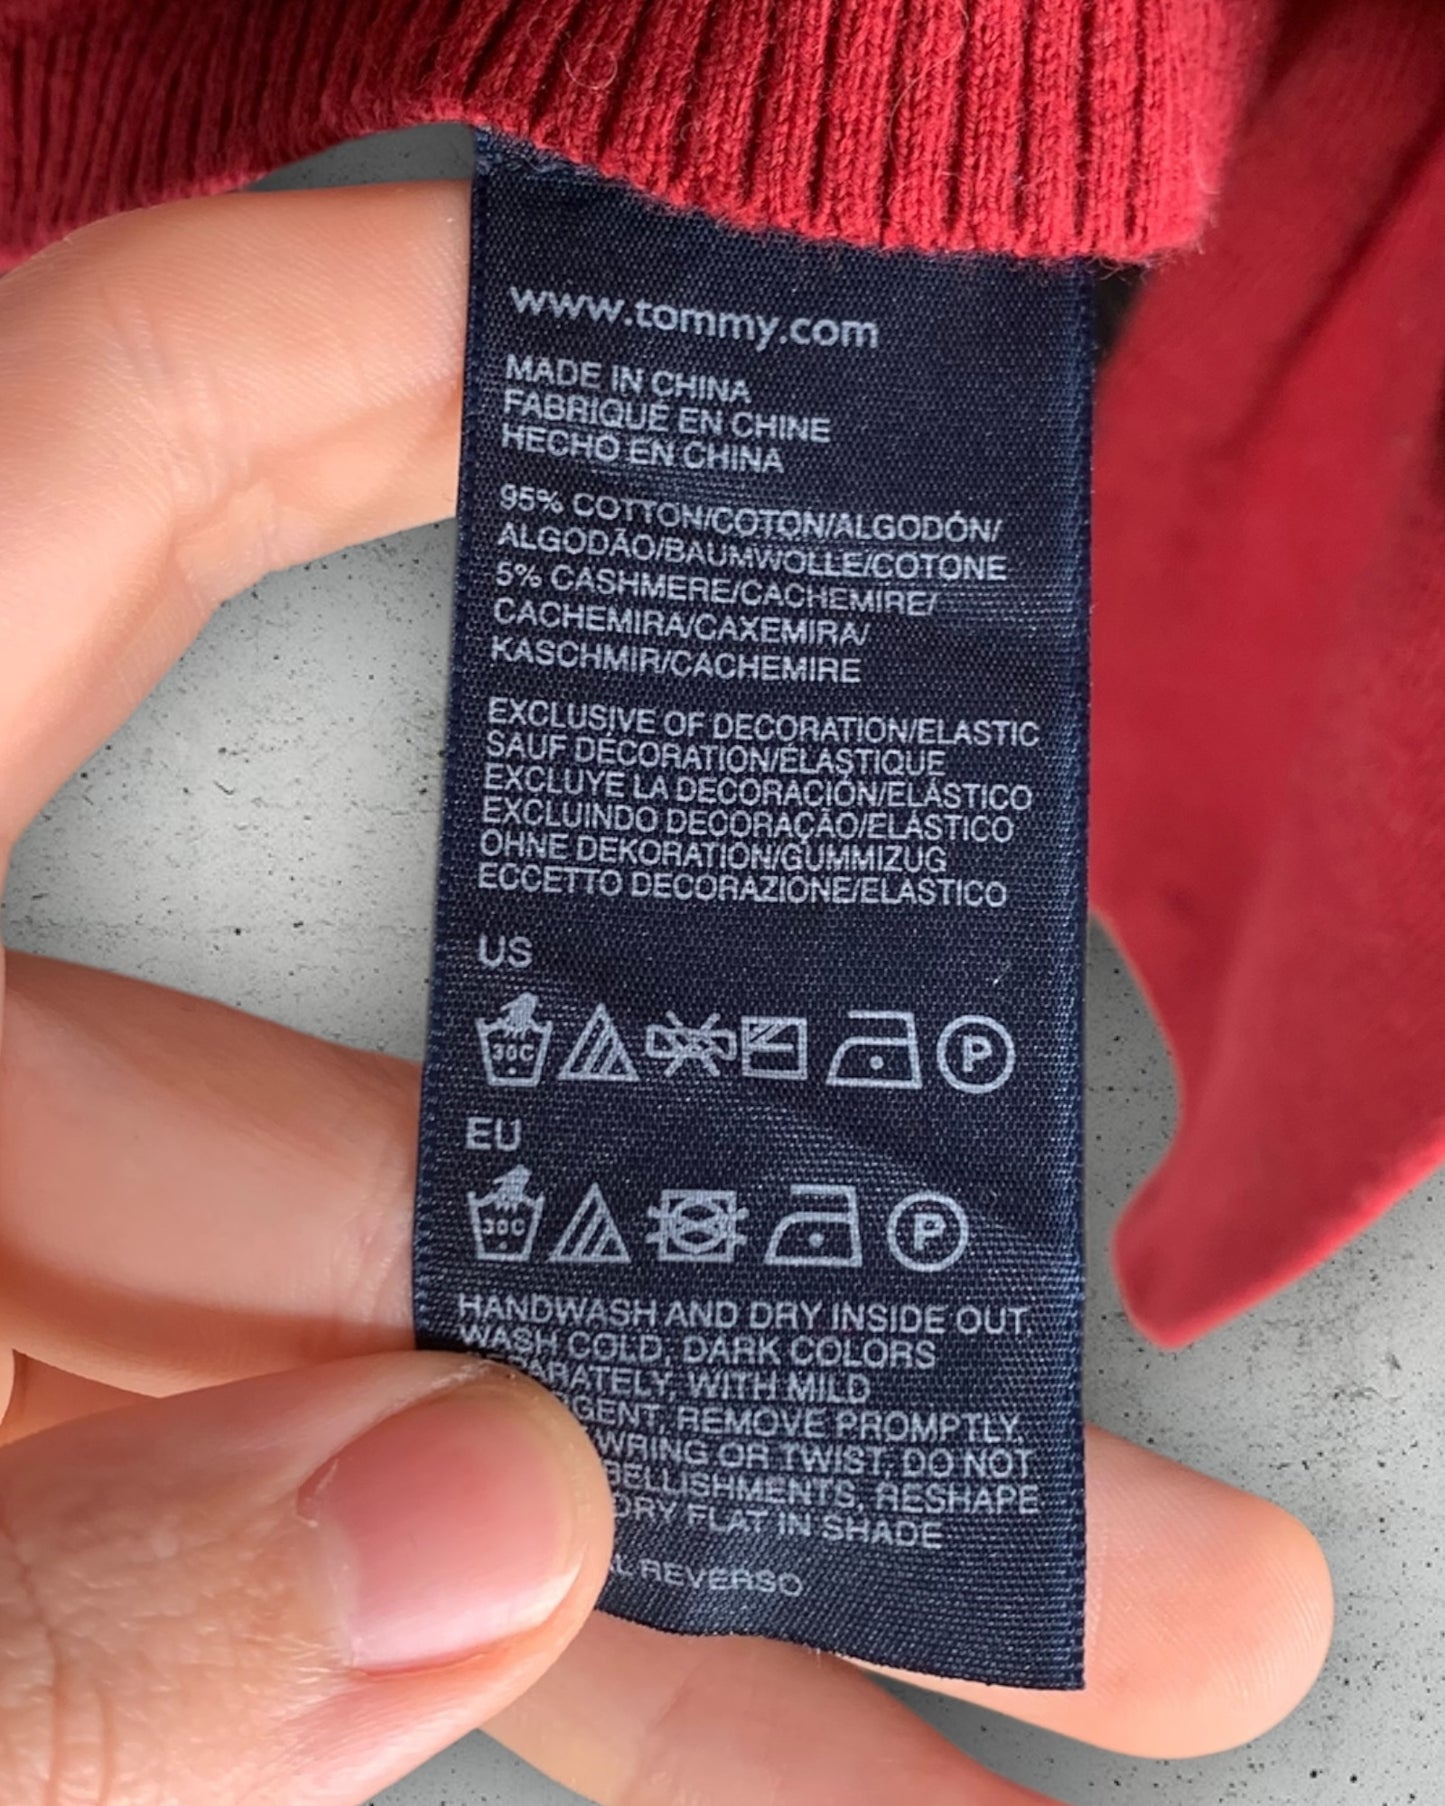 www.tommy.com
MADE IN CHINA
FABRIQUÉ EN CHINE
HECHO EN CHINA
95% COTTON/COTON/ALGODÓN/
ALGODÃO/BAUMWOLLE/COTONE
5% CASHMERE/CACHEMIRE/
CACHEMIRA/CAXEMIRA/
KASCHMIR/CACHEMIRE
EXCLUSIVE OF DECORATION/ELASTIC
SAUF DÉCORATION/ÉLASTIQUE
EXCLUYE LA DECORACIÓN/ELÁSTICO
EXCLUINDO DECORAÇÃO/ELÁSTICO
OHNE DEKORATION/GUMMIZUG
ECCETTO DECORAZIONE/ELASTICO
US
30C P
EU
30C P
HANDWASH AND DRY INSIDE OUT,
WASH COLD, DARK COLORS
PARATELY, WITH MILD
GENT, REMOVE PROMPTLY,
WRING OR TWIST, DO NOT
BELLISHMENTS, RESHAPE
DRY FLAT IN SHADE
L REVERSO